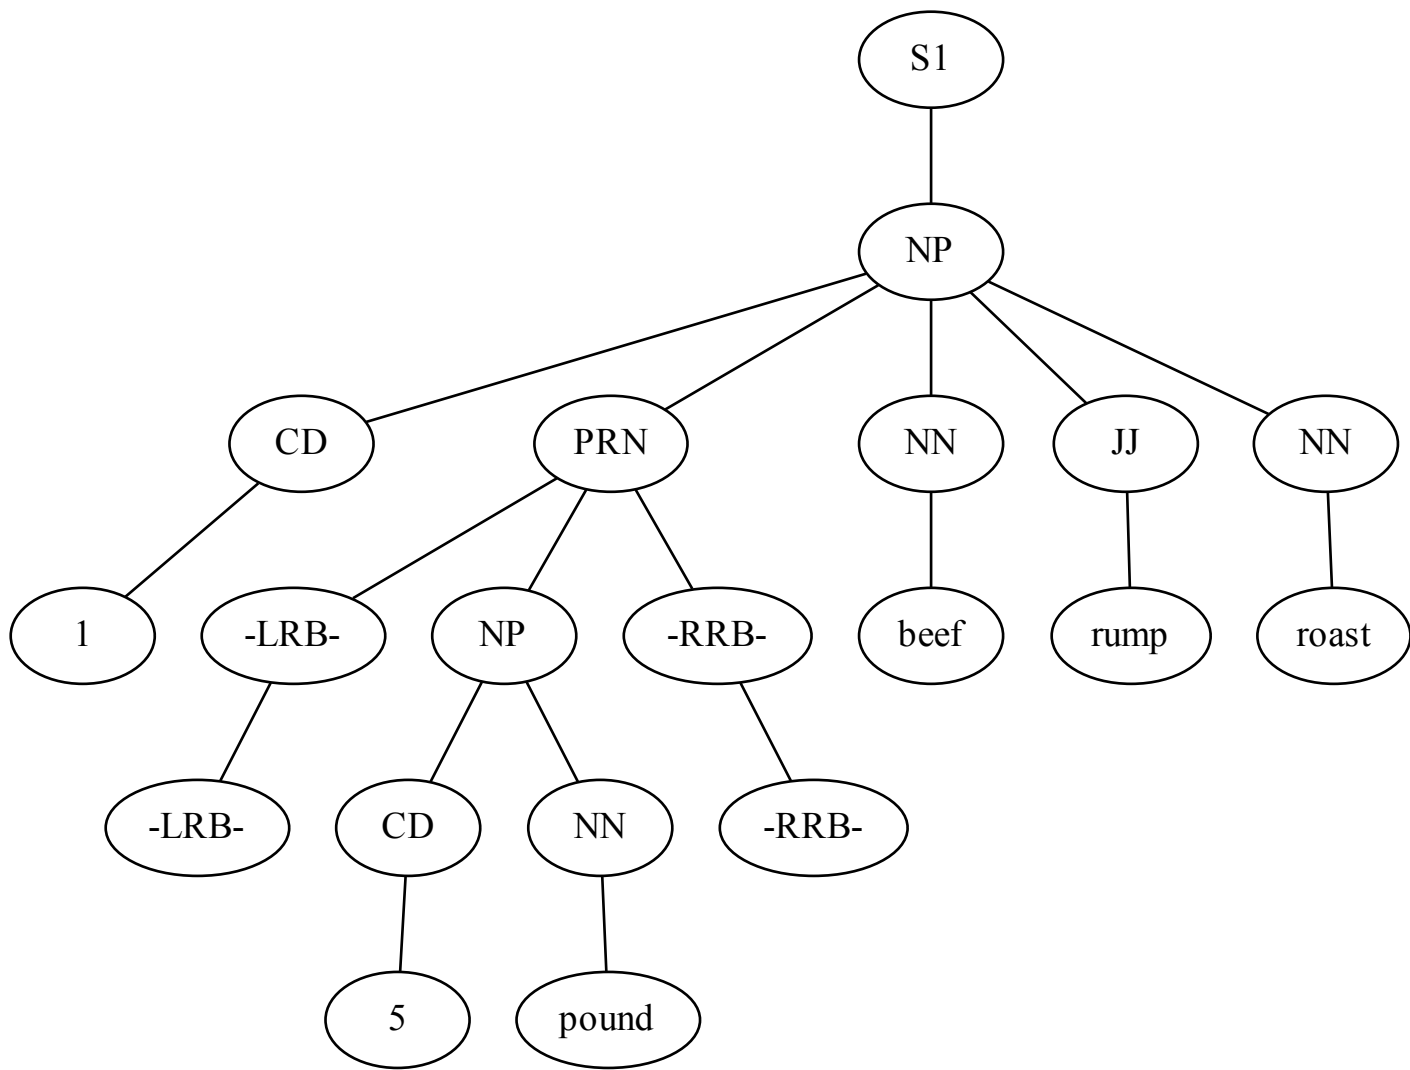 S1
NP
CD PRN NN JJ NN
1 -LRB- NP -RRB- beef rump roast
-LRB- CD NN -RRB-
5 pound